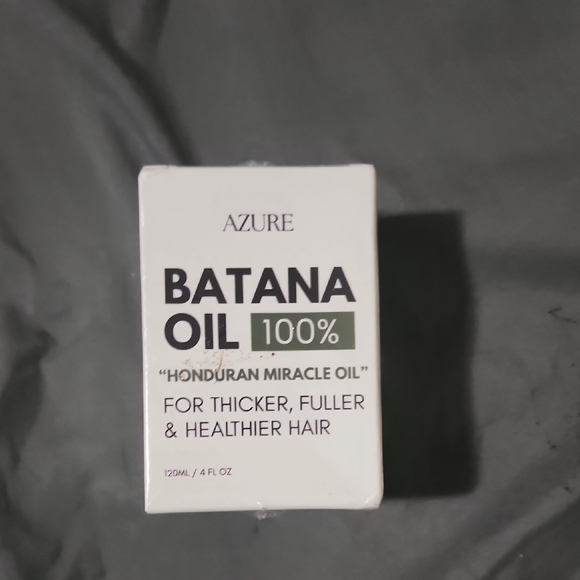 AZURE
BATANA
OIL 100%
“HONDURAN MIRACLE OIL”
FOR THICKER, FULLER
& HEALTHIER HAIR
120ML / 4 FL OZ